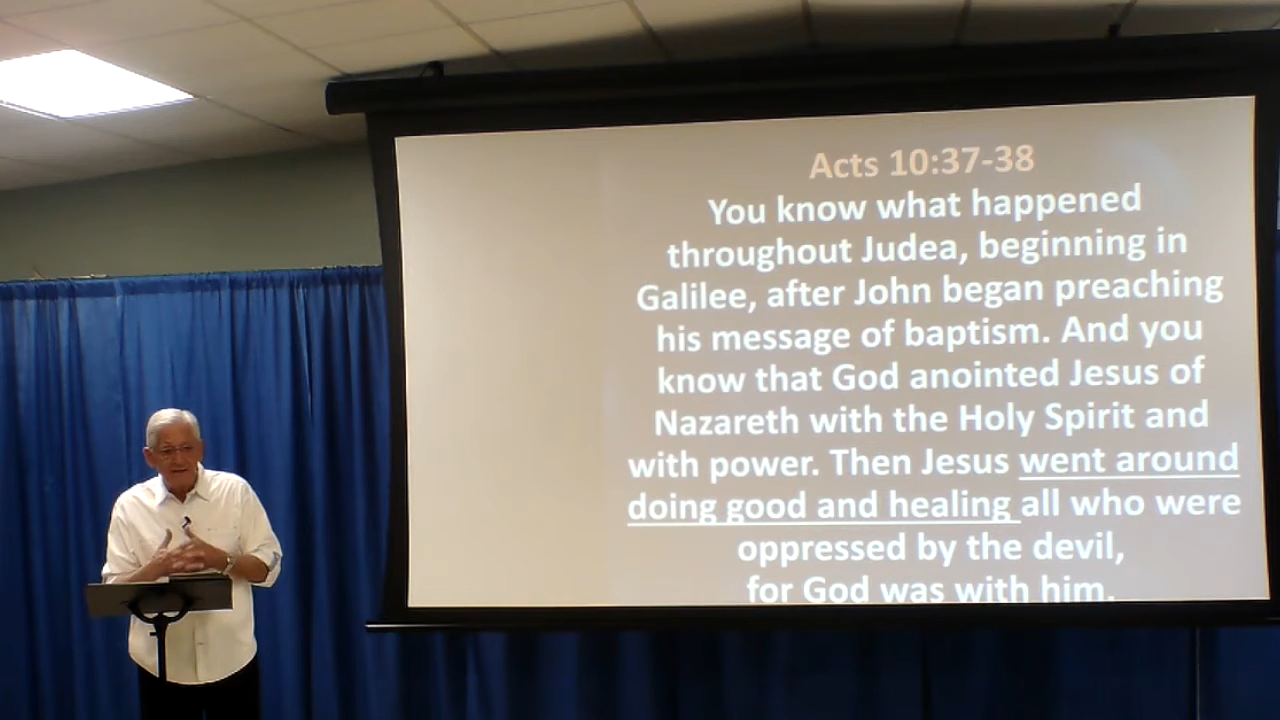 Acts 10:37-38
You know what happened
throughout Judea, beginning in
Galilee, after John began preaching
his message of baptism. And you
know that God anointed Jesus of
Nazareth with the Holy Spirit and
with power. Then Jesus went around
doing good and healing all who were
oppressed by the devil,
for God was with him.